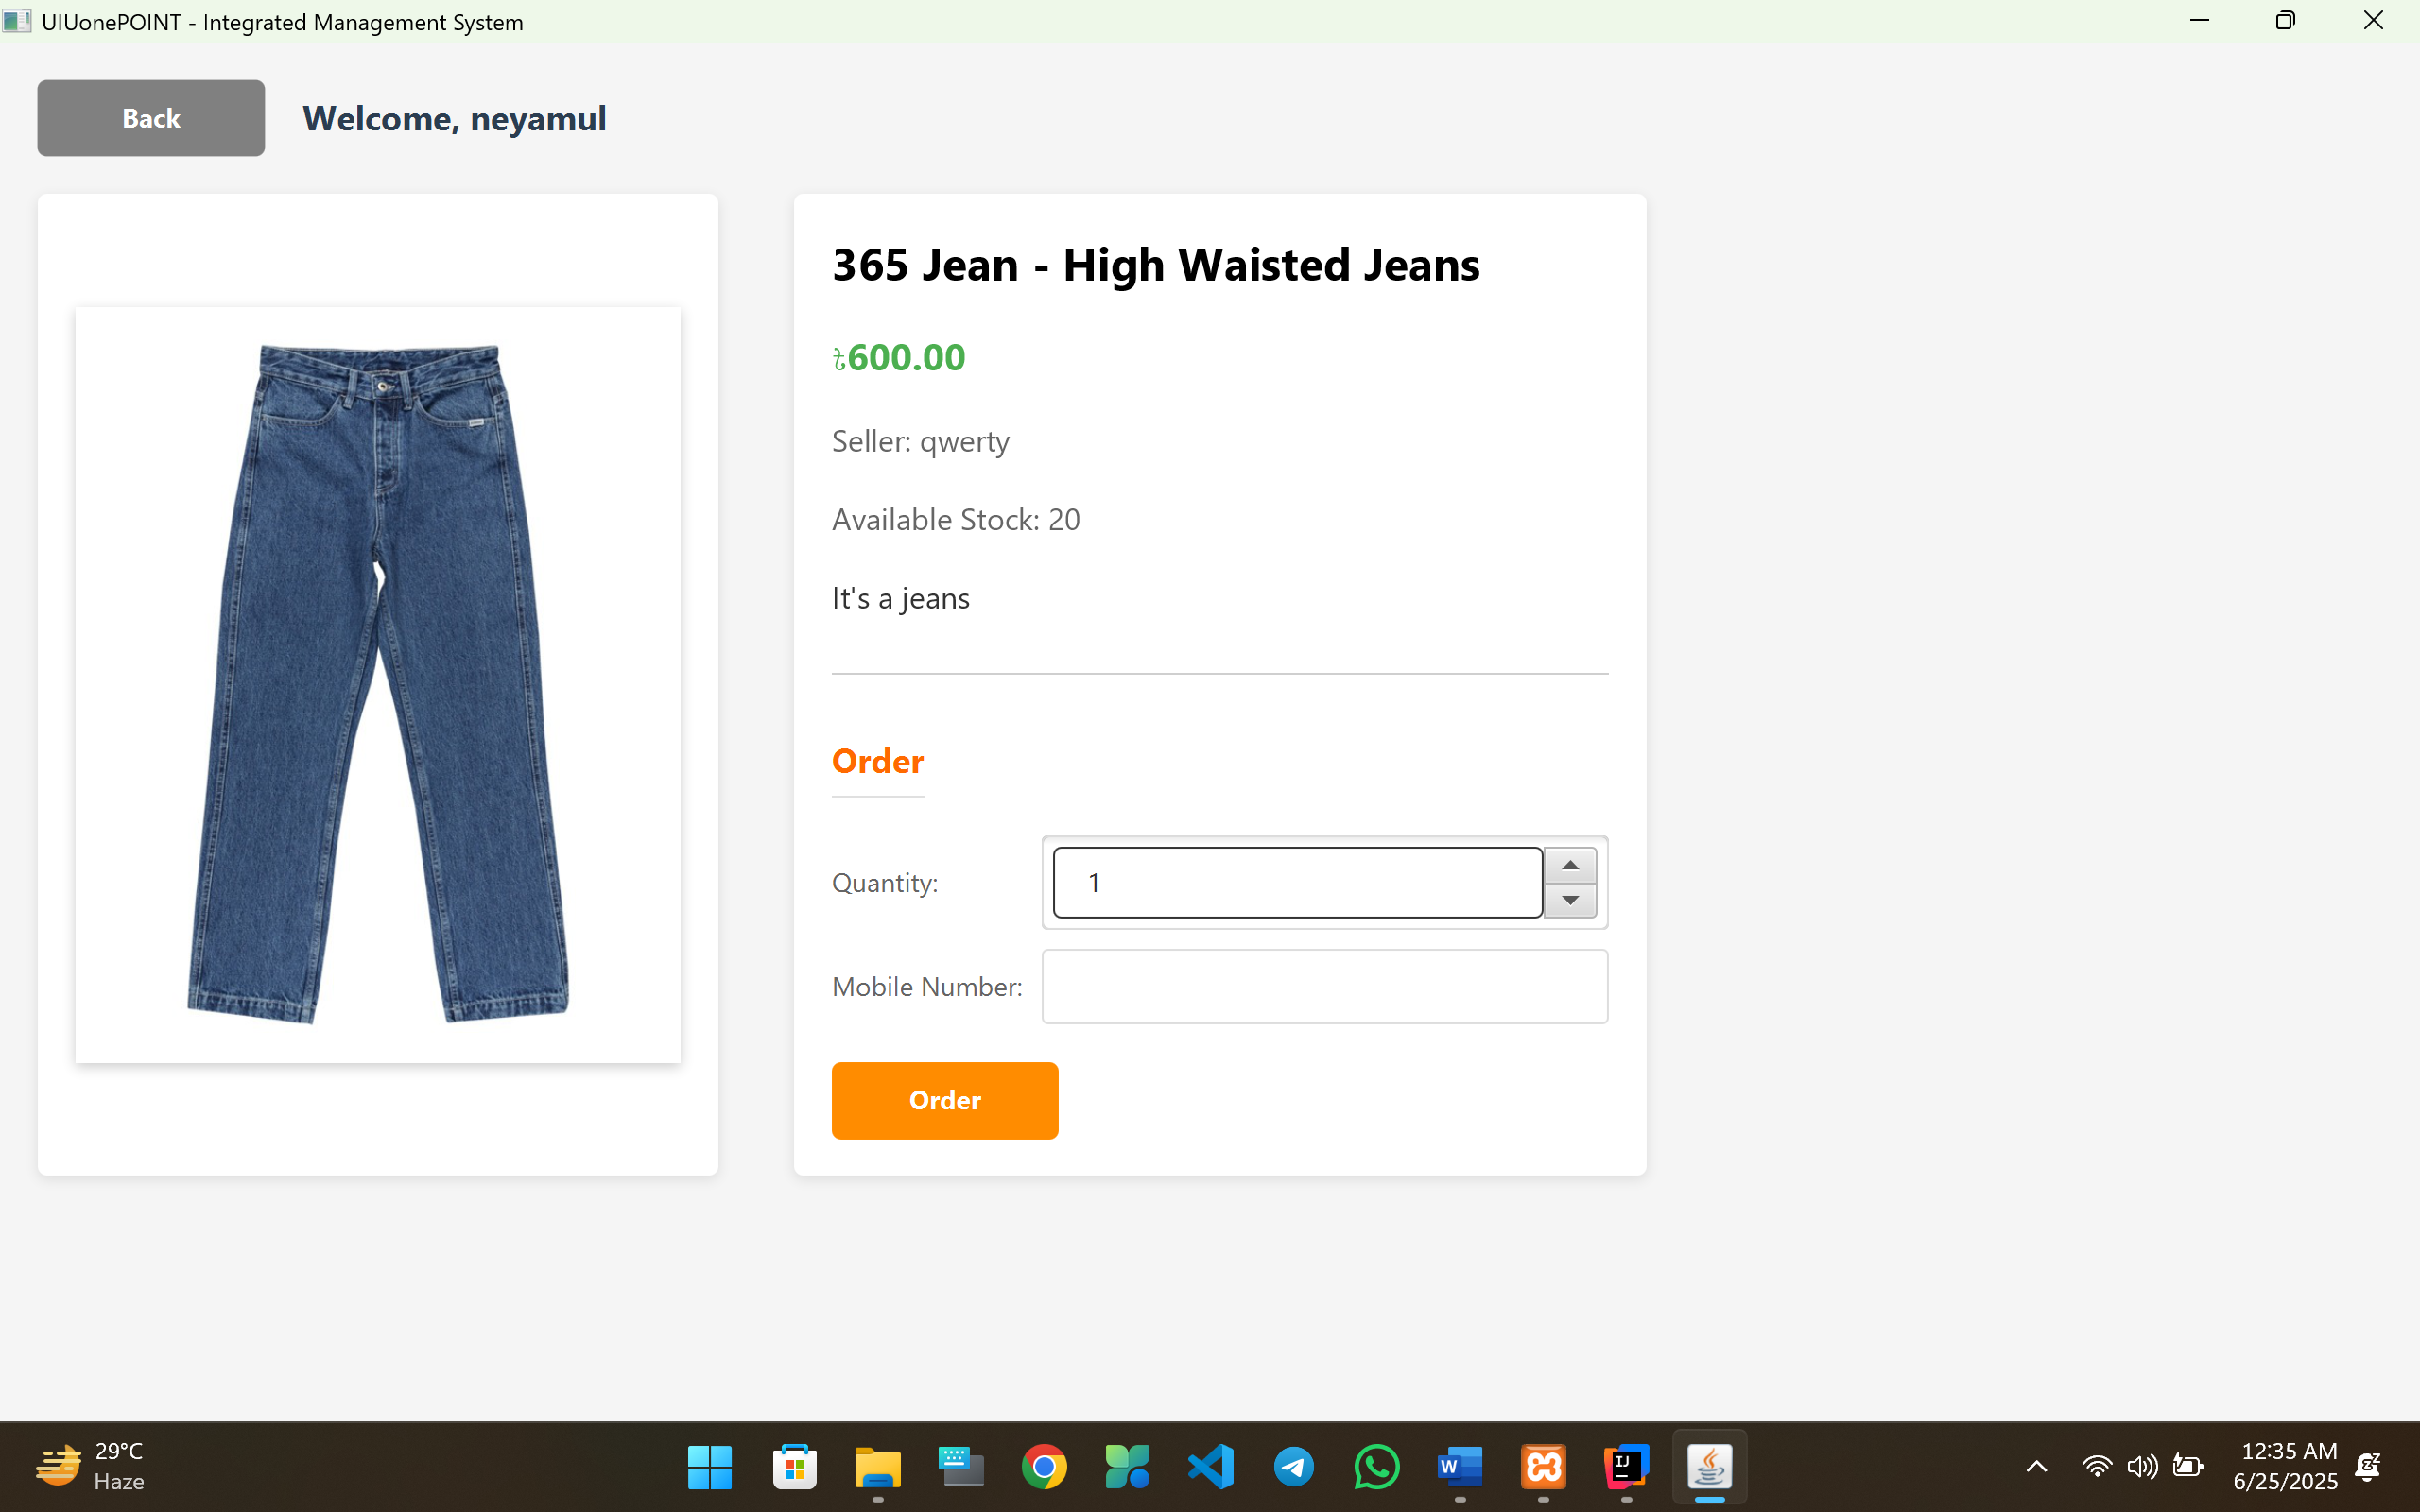 UIUonePOINT - Integrated Management System
Back
Welcome, neyamul
365 Jean - High Waisted Jeans
৳600.00
Seller: qwerty
Available Stock: 20
It's a jeans
Order
Quantity:
1
Mobile Number:
Order
29°C
Haze
W
IJ
12:35 AM
6/25/2025